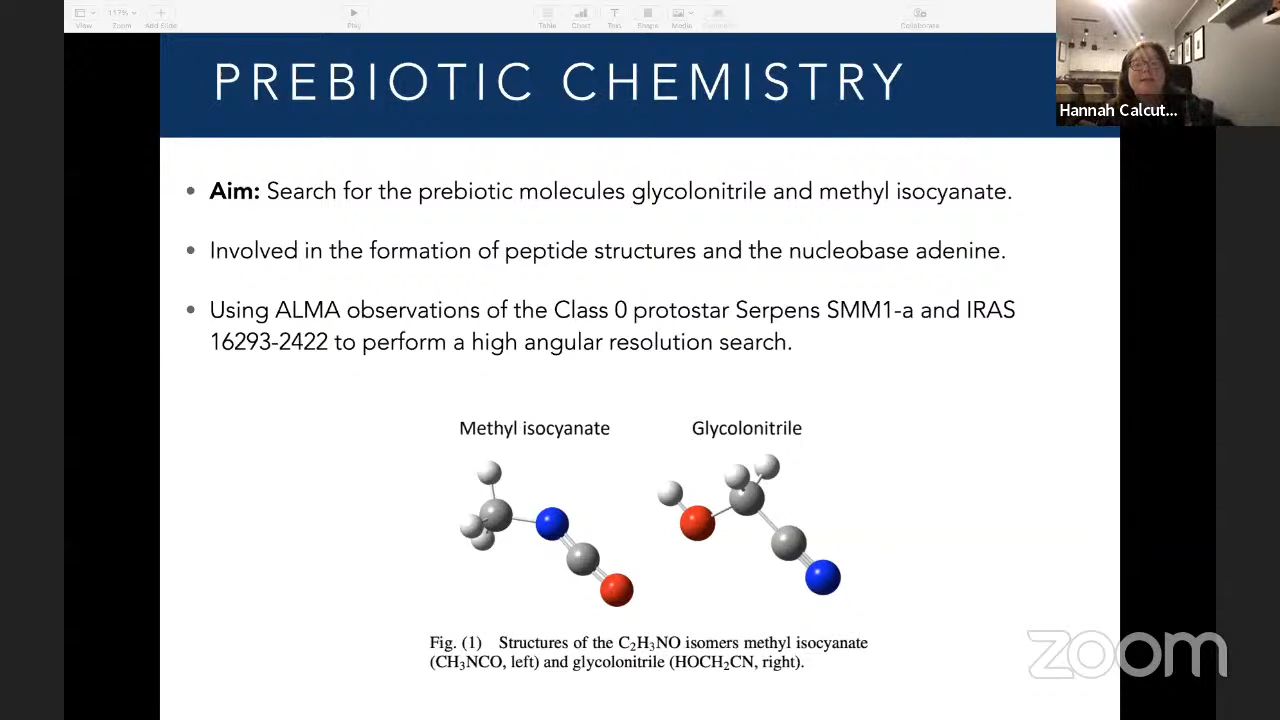 View
117%
Zoom
Add Slide
Play
Table
Chart
Text
Shape
Media
Collaborate
PREBIOTIC CHEMISTRY
Hannah Calcut...
• Aim: Search for the prebiotic molecules glycolonitrile and methyl isocyanate.
• Involved in the formation of peptide structures and the nucleobase adenine.
• Using ALMA observations of the Class 0 protostar Serpens SMM1-a and IRAS
16293-2422 to perform a high angular resolution search.
Methyl isocyanate
Glycolonitrile
Fig. (1) Structures of the C₂H₃NO isomers methyl isocyanate
(CH₃NCO, left) and glycolonitrile (HOCH₂CN, right).
zoom